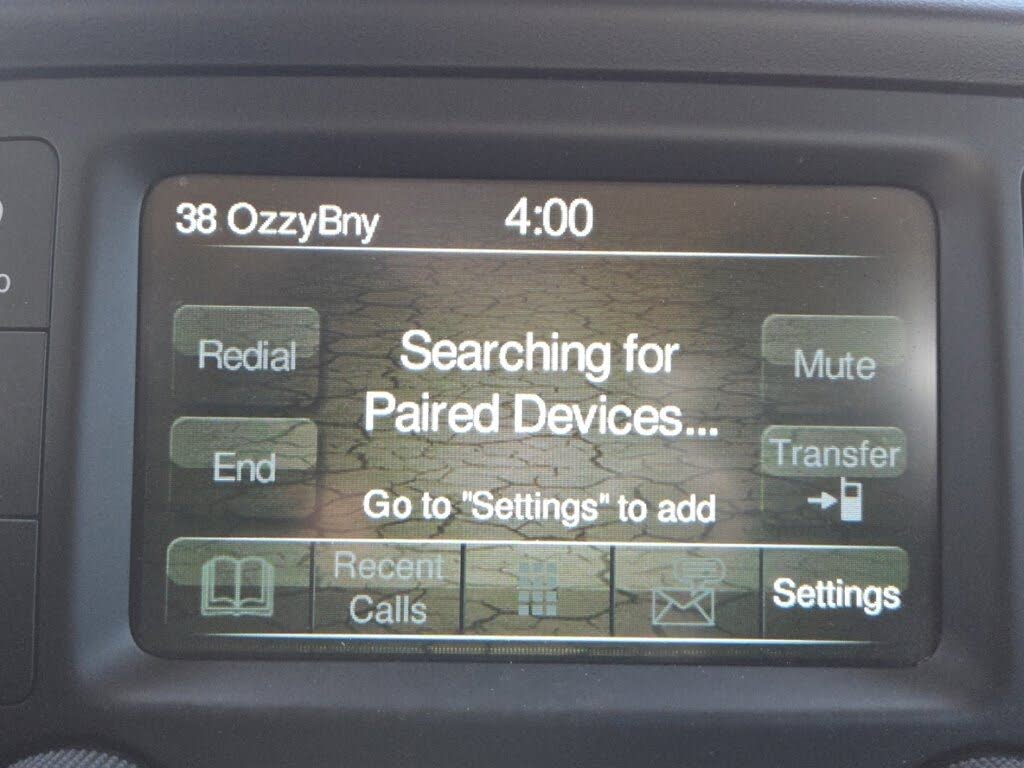 38 OzzyBny 4:00
Redial
Searching for
Paired Devices...
Mute
End
Transfer
Go to "Settings" to add
Recent
Calls
Settings